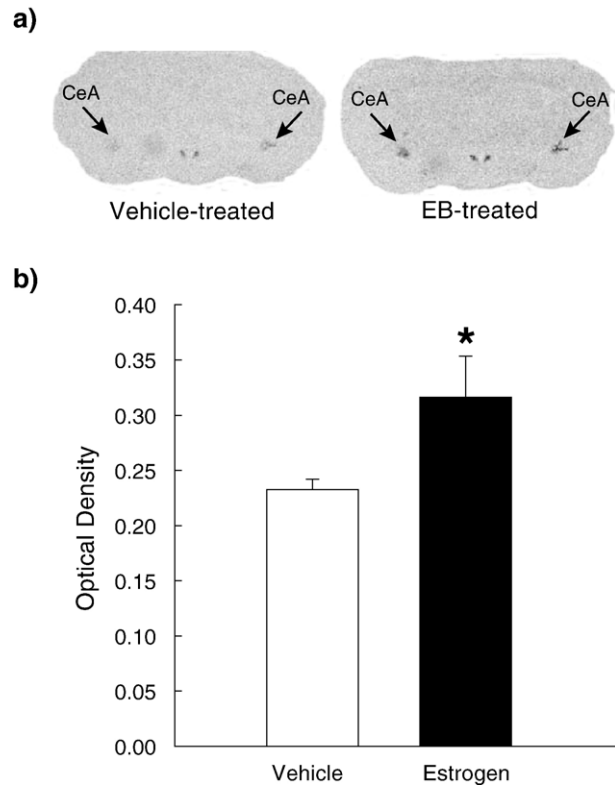 a)
CeA CeA CeA CeA
Vehicle-treated EB-treated
b)
0.40
0.35
0.30
0.25
0.20
0.15
0.10
0.05
0.00
Optical Density
*
Vehicle Estrogen